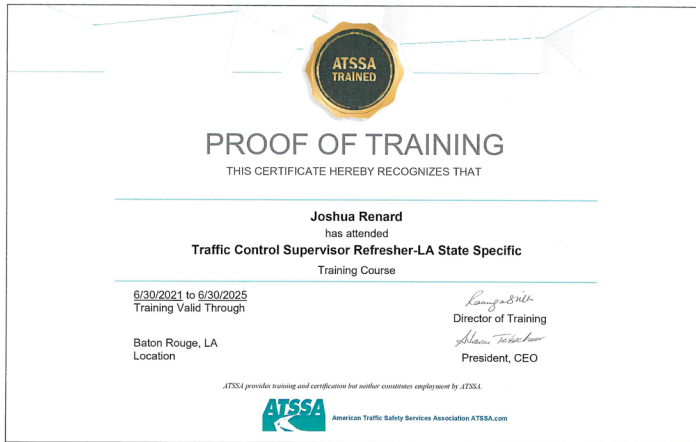 ATSSA
TRAINED
PROOF OF TRAINING
THIS CERTIFICATE HEREBY RECOGNIZES THAT
Joshua Renard
has attended
Traffic Control Supervisor Refresher-LA State Specific
Training Course
6/30/2021 to 6/30/2025
Training Valid Through
Director of Training
Baton Rouge, LA
Location
President, CEO
ATSSA provides training and certification but neither constitutes employment by ATSSA.
ATSSA
American Traffic Safety Services Association ATSSA.com